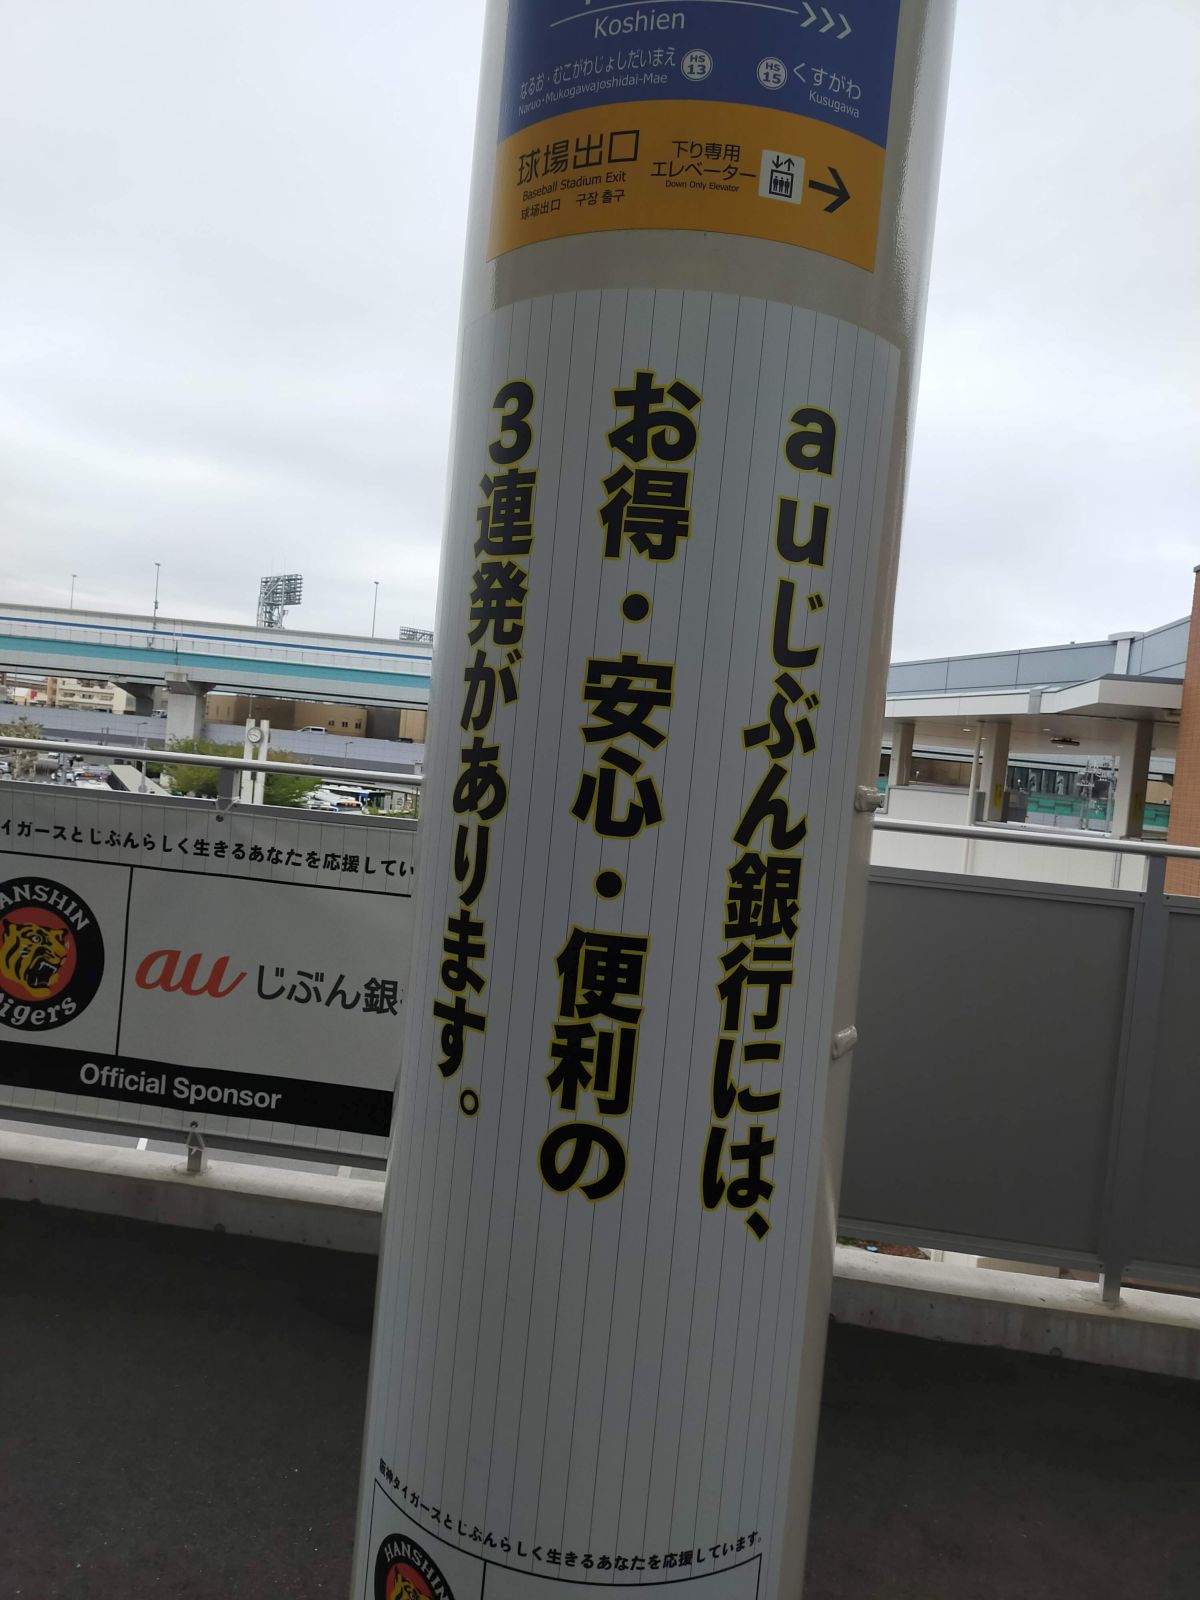 Koshien
なるお・むこがわじょしだいまえ
Naruo・Mukogawajoshidai-Mae
HS
13
HS
15
くすがわ
Kusugawa
球場出口
Baseball Stadium Exit
球场出口 구장 출구
下り専用
エレベーター
Down Only Elevator
auじぶん銀行には、
お得・安心・便利の
3連発があります。
イガースとじぶんらしく生きるあなたを応援してい
HANSHIN
Tigers
au じぶん銀
Official Sponsor
阪神タイガースとじぶんらしく生きるあなたを応援しています。
HANSHIN